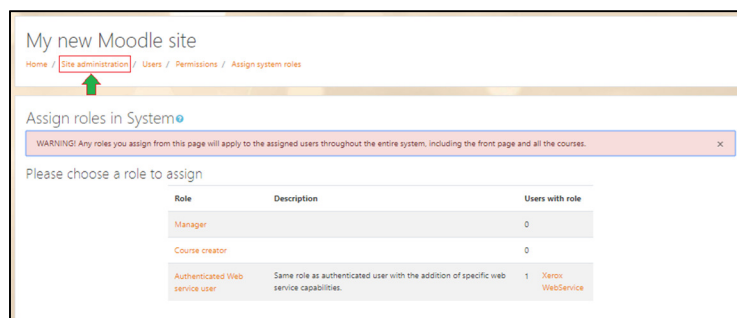 My new Moodle site
Home / Site administration / Users / Permissions / Assign system roles
Assign roles in System
WARNING! Any roles you assign from this page will apply to the assigned users throughout the entire system, including the front page and all the courses. ×
Please choose a role to assign
Role Description Users with role
Manager 0
Course creator 0
Authenticated Web Same role as authenticated user with the addition of specific web 1 Xerox
service user service capabilities. WebService